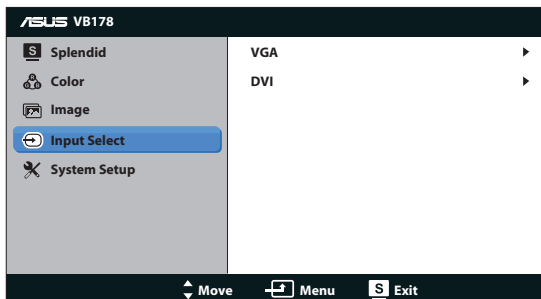 ASUS VB178
S Splendid
Color
Image
Input Select
System Setup
VGA
DVI
Move Menu S Exit